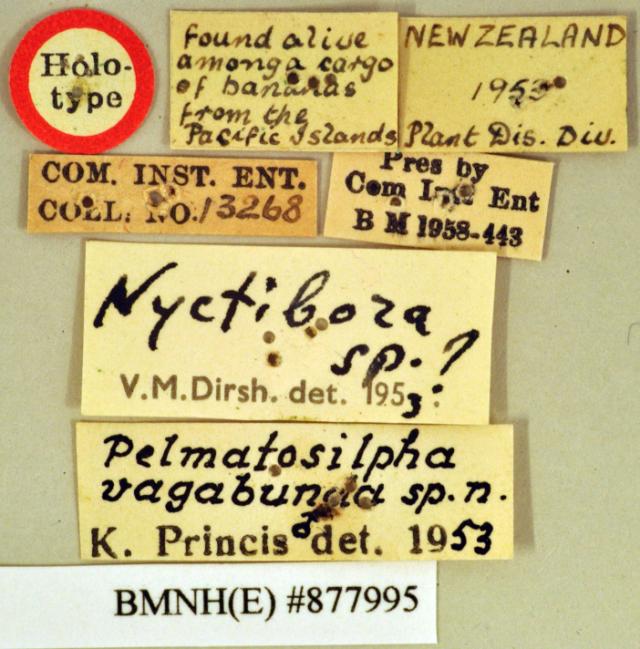 Holo-
type
found alive
among a cargo
of bananas
from the
Pacific Islands
NEW ZEALAND
1953
Plant Dis. Div.
COM. INST. ENT.
COLL. NO. 13268
Pres by
Com Inst Ent
B M 1958-443
Nyctibora
sp. ?
V.M.Dirsh. det. 1953.
Pelmatosilpha
vagabunda sp. n.
♂
K. Princis det. 1953
BMNH(E) #877995